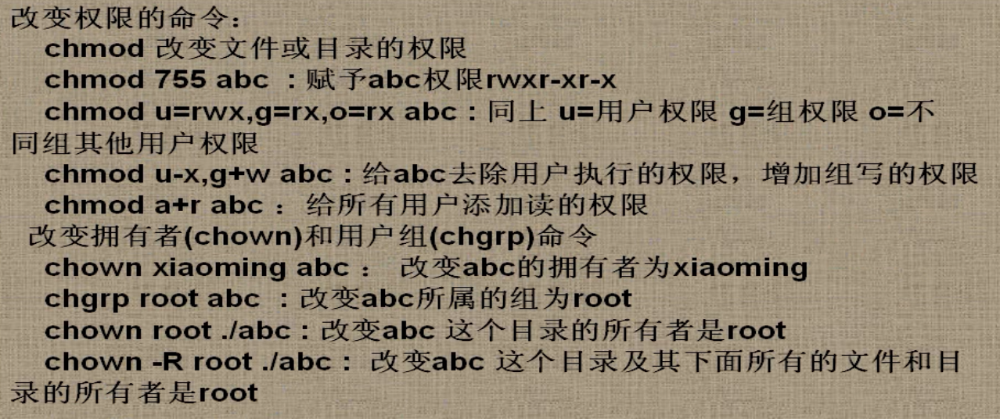 改变权限的命令：
chmod 改变文件或目录的权限
chmod 755 abc ：赋予abc权限rwxr-xr-x
chmod u=rwx,g=rx,o=rx abc：同上 u=用户权限 g=组权限 o=不
同组其他用户权限
chmod u-x,g+w abc：给abc去除用户执行的权限，增加组写的权限
chmod a+r abc ：给所有用户添加读的权限
改变拥有者(chown)和用户组(chgrp)命令
chown xiaoming abc ： 改变abc的拥有者为xiaoming
chgrp root abc ：改变abc所属的组为root
chown root ./abc：改变abc 这个目录的所有者是root
chown -R root ./abc： 改变abc 这个目录及其下面所有的文件和目
录的所有者是root